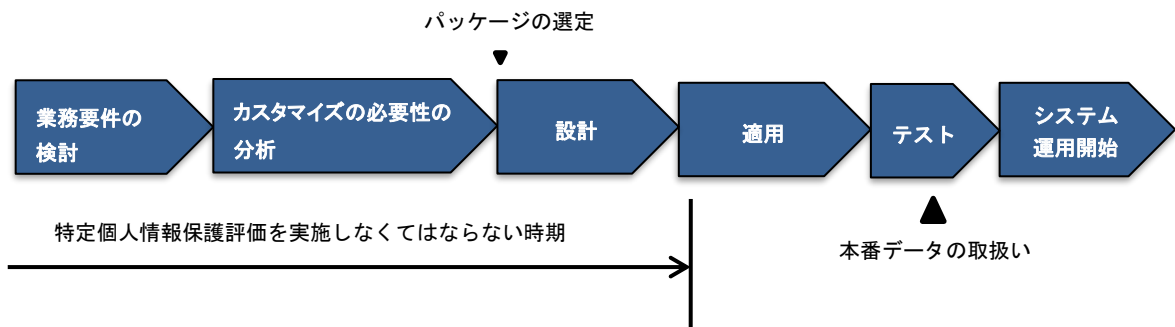 パッケージの選定
業務要件の
検討
カスタマイズの必要性の
分析
設計
適用
テスト
システム
運用開始
特定個人情報保護評価を実施しなくてはならない時期
本番データの取扱い